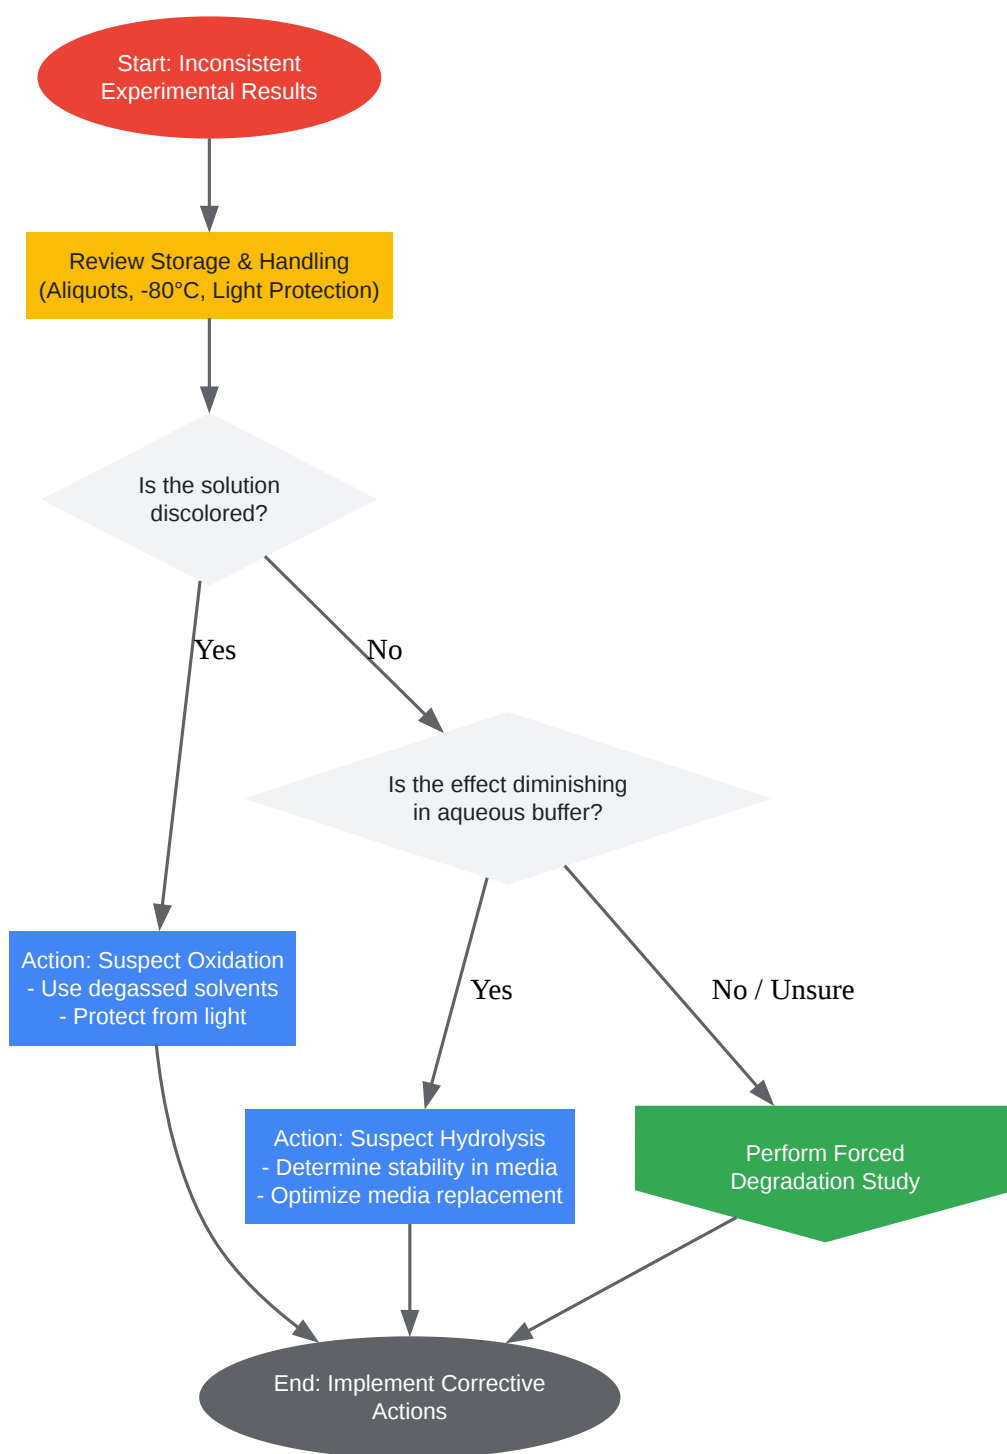 Start: Inconsistent
Experimental Results
Review Storage & Handling
(Aliquots, -80°C, Light Protection)
Is the solution
discolored?
Yes
No
Is the effect diminishing
in aqueous buffer?
Action: Suspect Oxidation
- Use degassed solvents
- Protect from light
Yes
No / Unsure
Action: Suspect Hydrolysis
- Determine stability in media
- Optimize media replacement
Perform Forced
Degradation Study
End: Implement Corrective
Actions